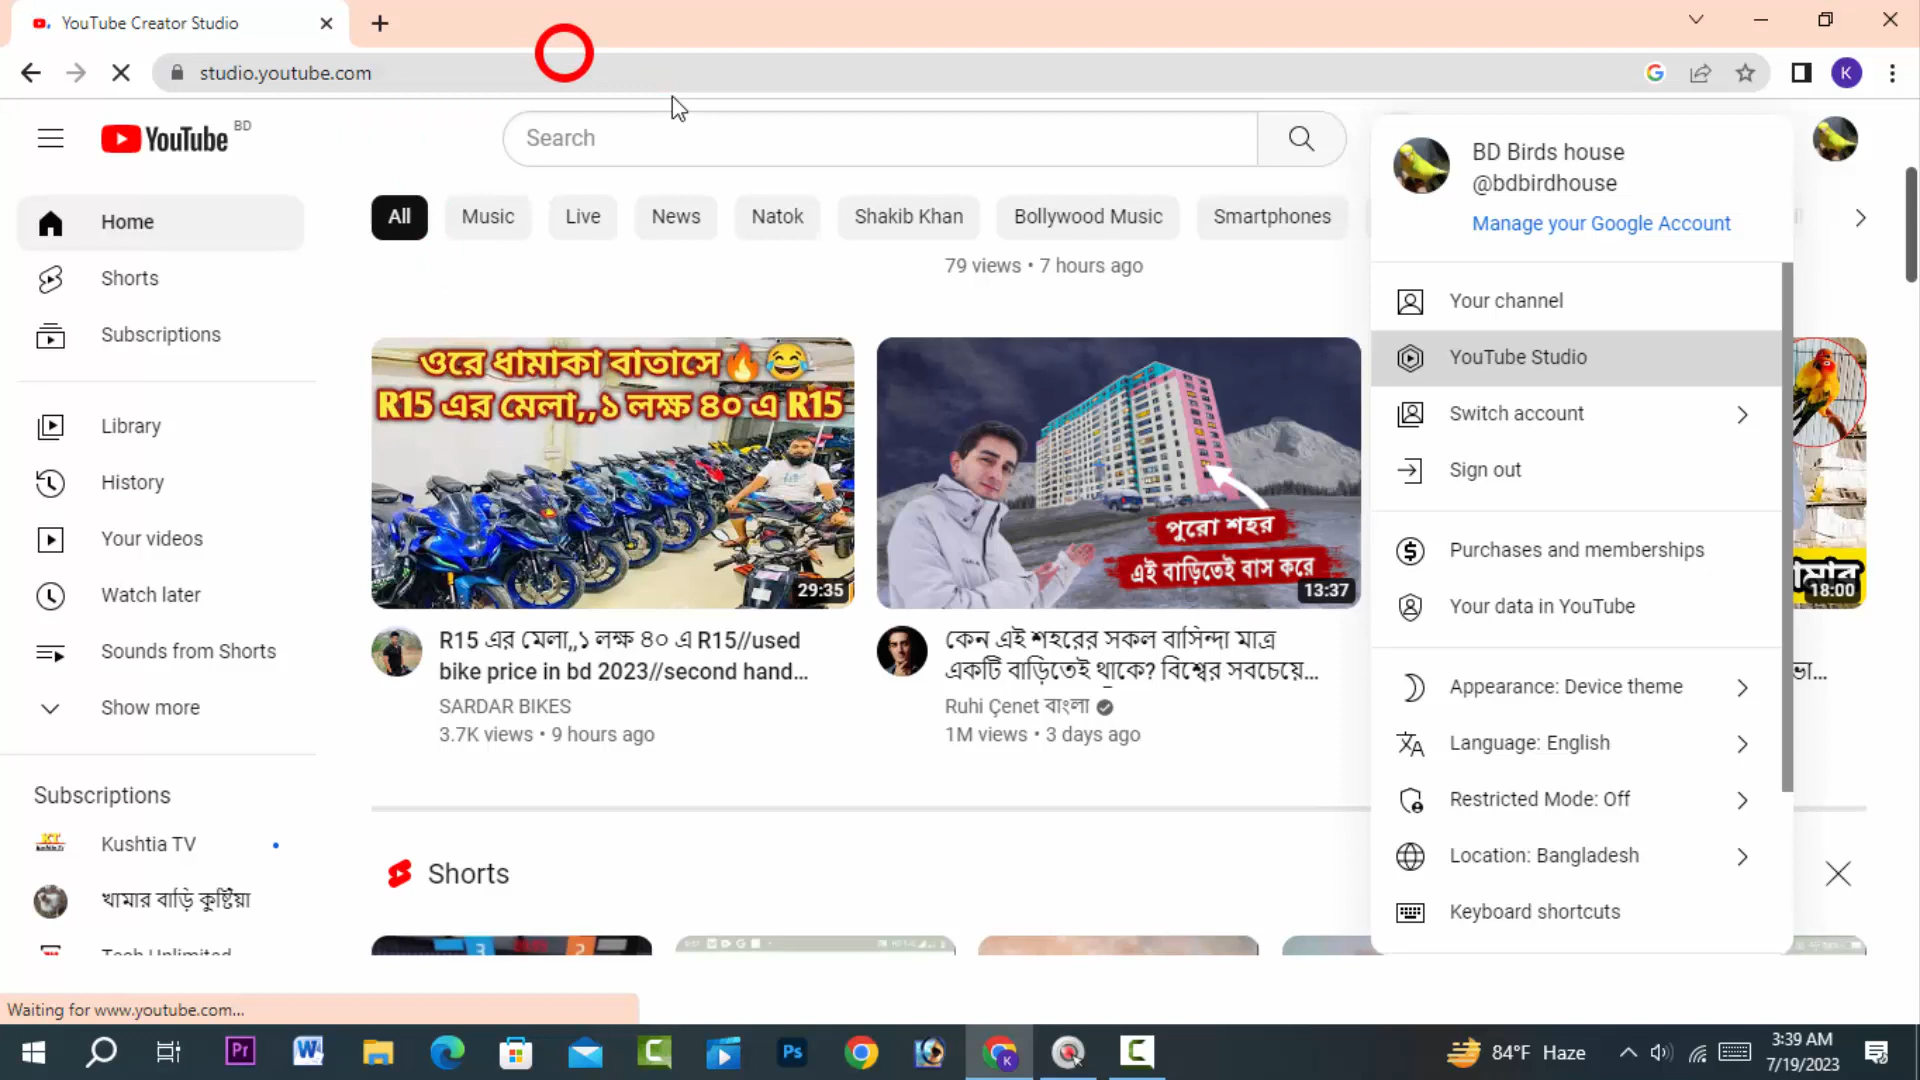 YouTube Creator Studio
studio.youtube.com
K
YouTube BD
Search
Home
Shorts
Subscriptions
Library
History
Your videos
Watch later
Sounds from Shorts
Show more
Subscriptions
Kushtia TV
খামার বাড়ি কুষ্টিয়া
Tech Unlimited
All
Music
Live
News
Natok
Shakib Khan
Bollywood Music
Smartphones
79 views • 7 hours ago
ওরে ধামাকা বাতাসে
R15 এর মেলা,,১ লক্ষ ৪০ এ R15
29:35
R15 এর মেলা,,১ লক্ষ ৪০ এ R15//used
bike price in bd 2023//second hand...
SARDAR BIKES
3.7K views • 9 hours ago
পুরো শহর
এই বাড়িতেই বাস করে
13:37
কেন এই শহরের সকল বাসিন্দা মাত্র
একটি বাড়িতেই থাকে? বিশ্বের সবচেয়ে...
Ruhi Çenet বাংলা
1M views • 3 days ago
18:00
Shorts
BD Birds house
@bdbirdhouse
Manage your Google Account
Your channel
YouTube Studio
Switch account
Sign out
Purchases and memberships
Your data in YouTube
Appearance: Device theme
Language: English
Restricted Mode: Off
Location: Bangladesh
Keyboard shortcuts
Waiting for www.youtube.com...
84°F Haze
3:39 AM
7/19/2023